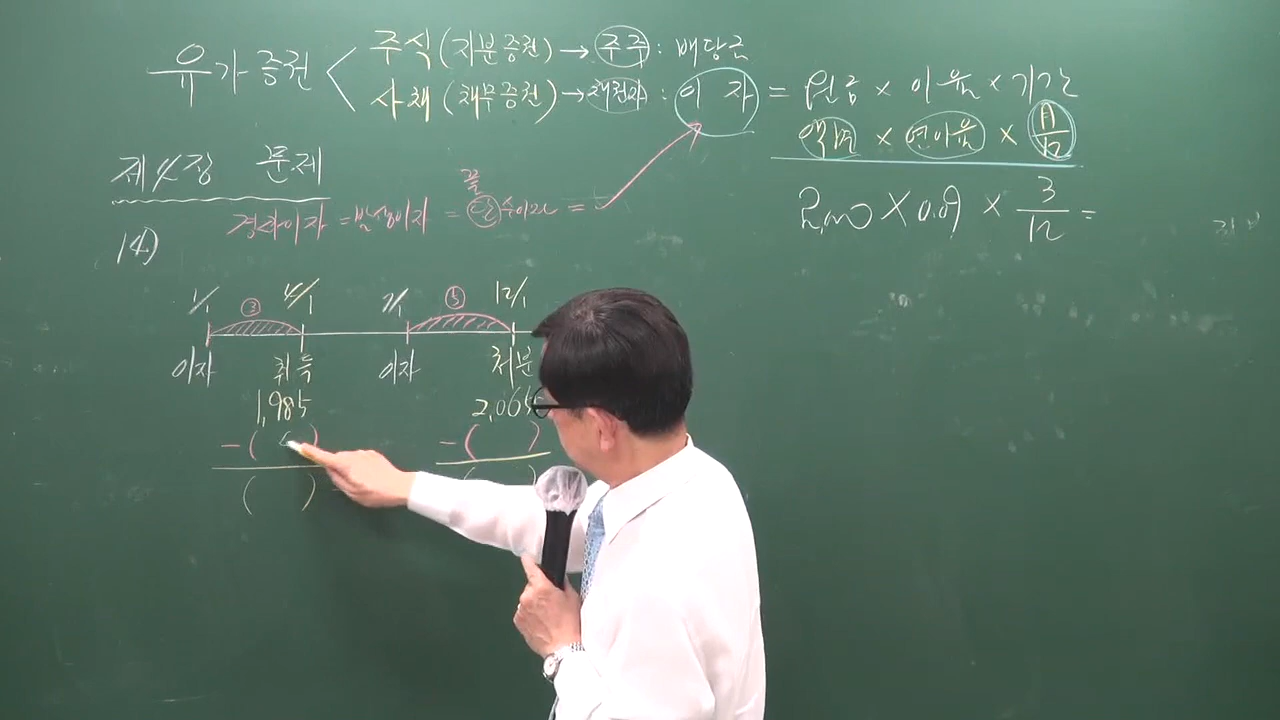 유가증권
주식(지분증권) → 주주 : 배당금
사채(채무증권) → 채권자 : 이 자 = 원금 × 이율 × 기간
액면 × 연이율 × 月/12
제4장 문제
경과이자 = 발생이자 = 단수이자 =
끝
2,000 × 0.09 × 3/12 =
14)
1/1 ③ 4/1 7/1 ⑤ 12/1
이자 취득 이자 처분
1,985 2,065
- ( ) - ( )
( ) ( )